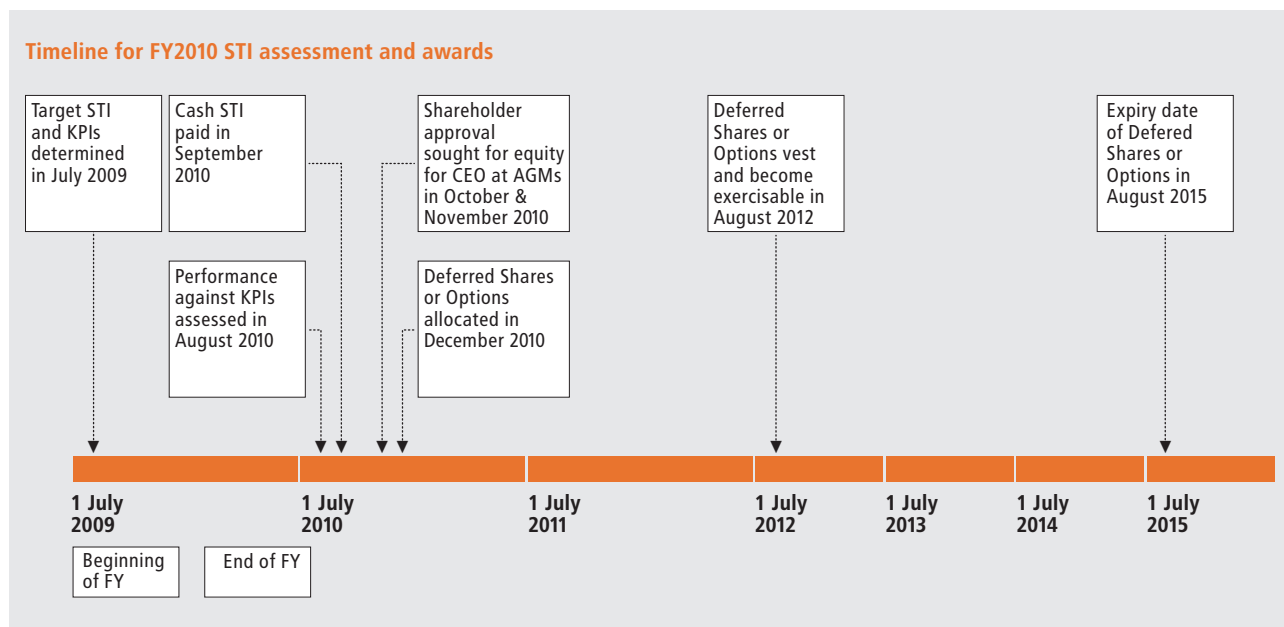 Timeline for FY2010 STI assessment and awards
Target STI
and KPIs
determined
in July 2009
Cash STI
paid in
September
2010
Shareholder
approval
sought for equity
for CEO at AGMs
in October &
November 2010
Deferred
Shares or
Options vest
and become
exercisable in
August 2012
Expiry date
of Defered
Shares or
Options in
August 2015
Performance
against KPIs
assessed in
August 2010
Deferred Shares
or Options
allocated in
December 2010
1 July
2009
1 July
2010
1 July
2011
1 July
2012
1 July
2013
1 July
2014
1 July
2015
Beginning
of FY
End of FY